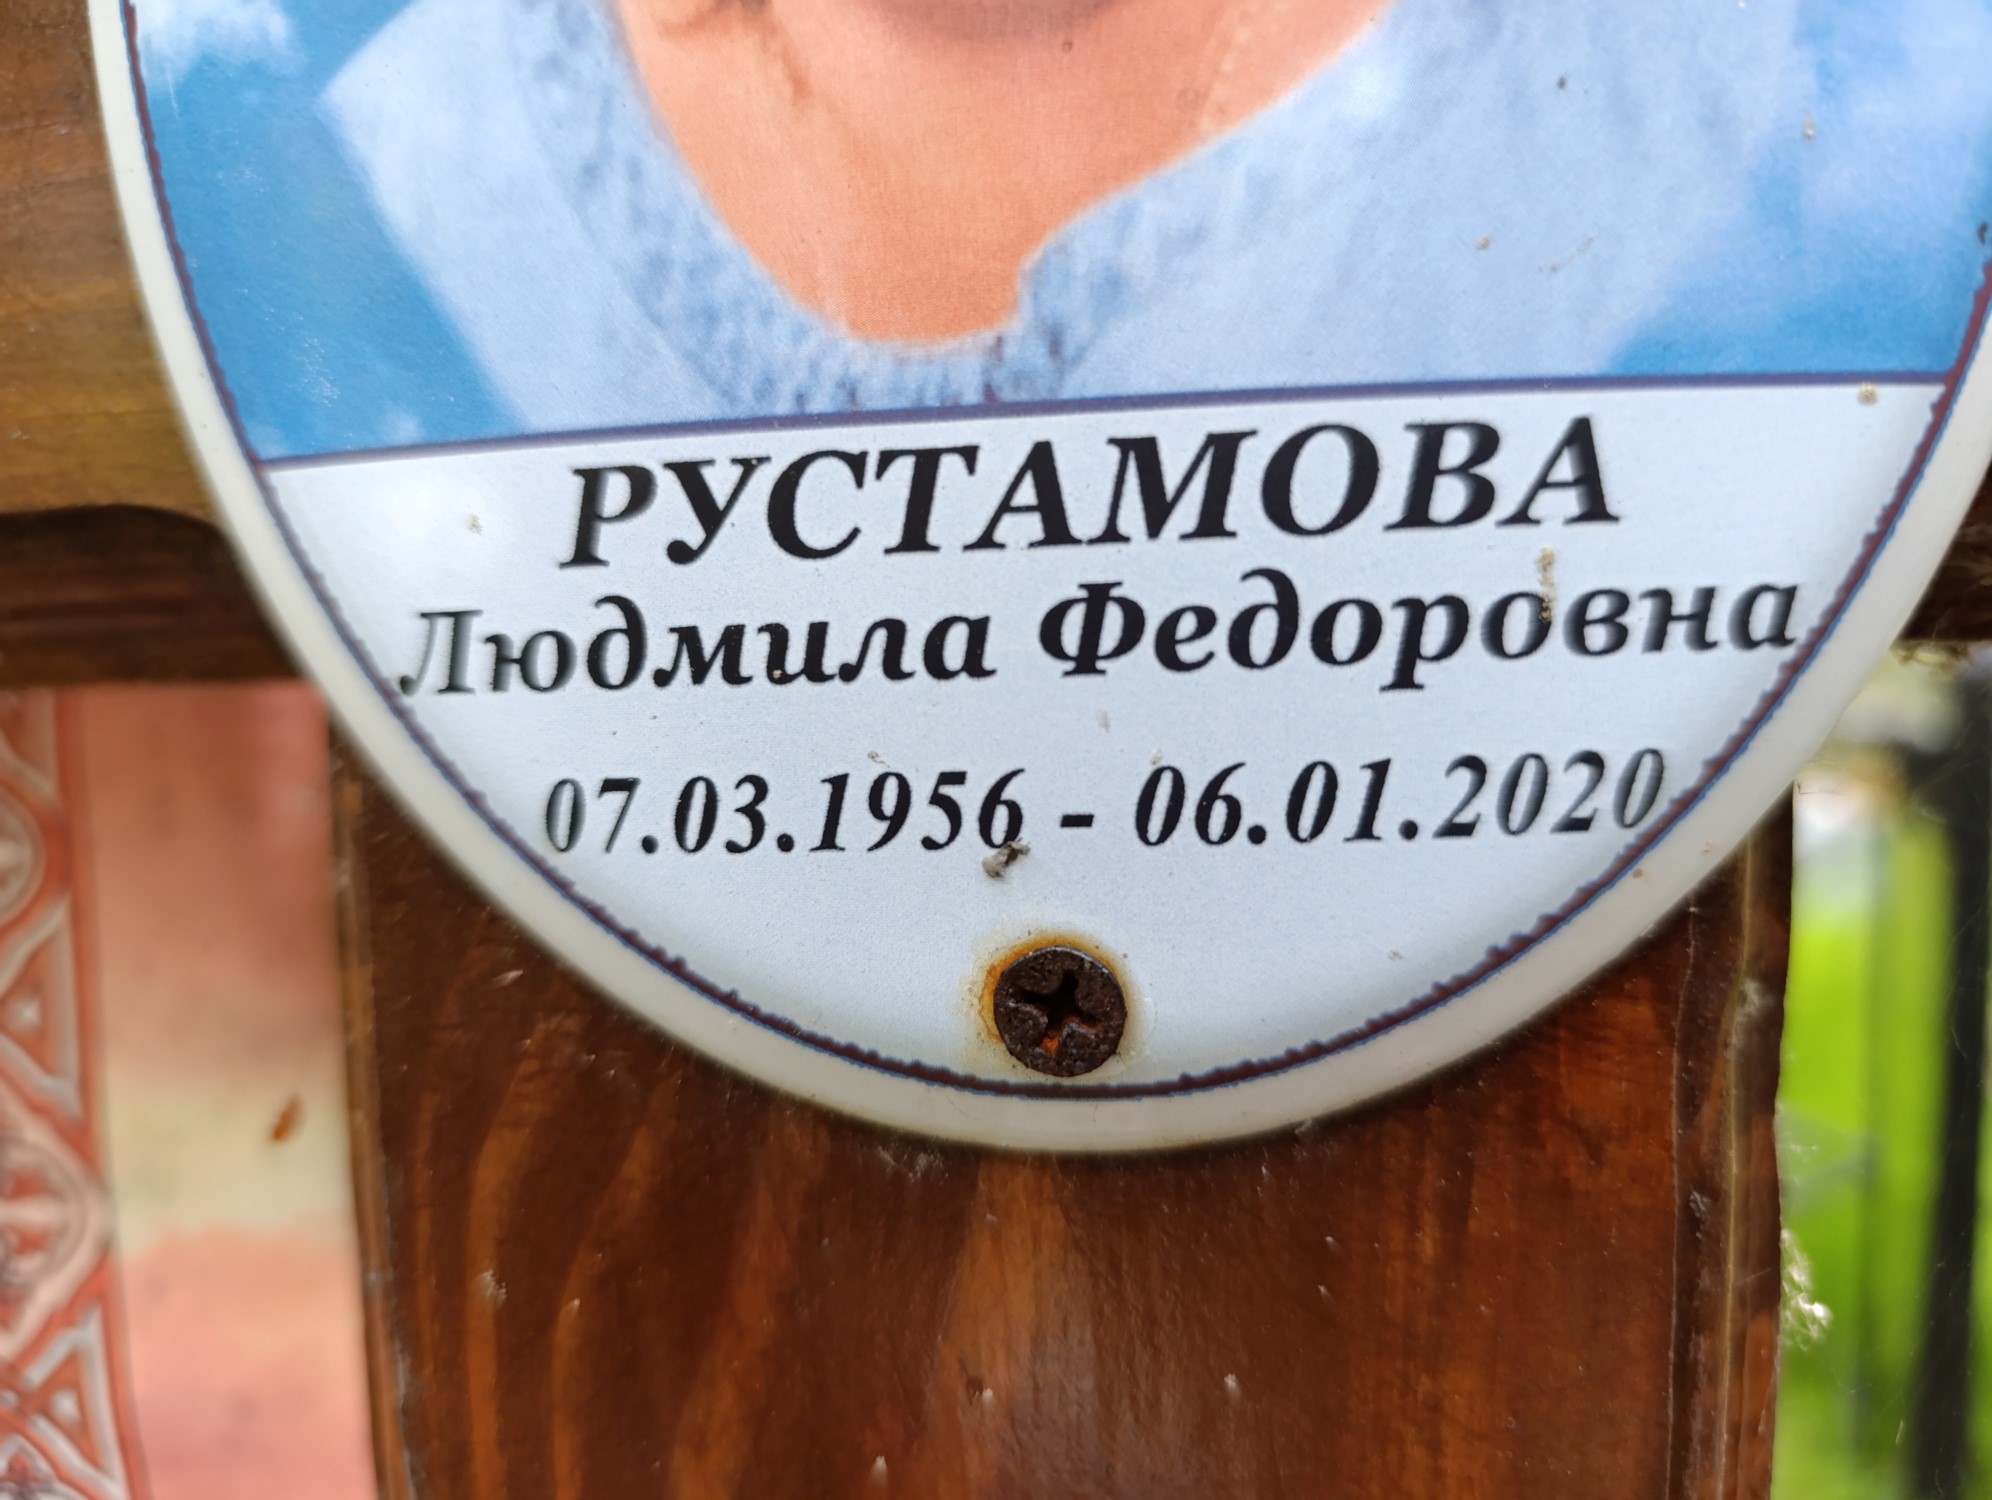 РУСТАМОВА
Людмила Федоровна
07.03.1956 - 06.01.2020